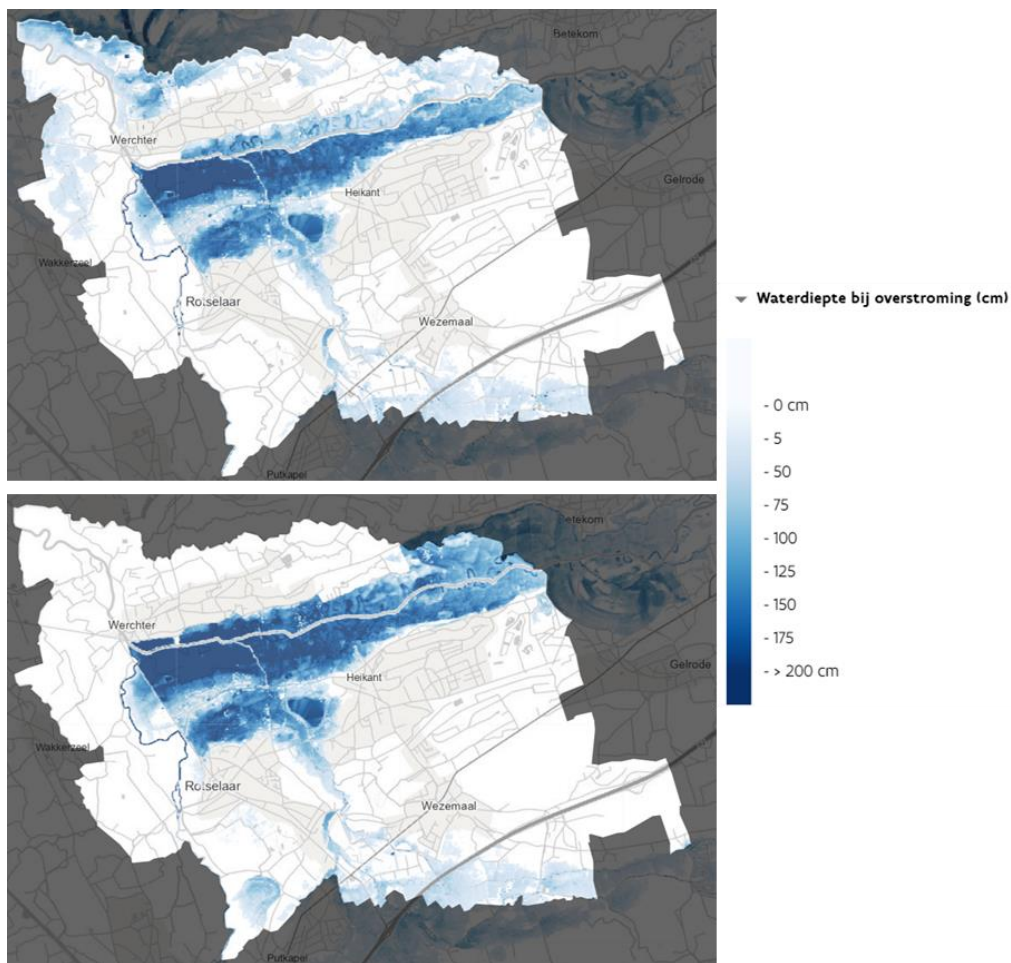 Betekom
Werchter
Gelrode
Heikant
Wakkerzeel
Rotselaar
Wezemaal
Putkapel
Waterdiepte bij overstroming (cm)
- 0 cm
- 5
- 50
- 75
- 100
- 125
- 150
- 175
- > 200 cm
Betekom
Werchter
Gelrode
Heikant
Wakkerzeel
Rotselaar
Wezemaal
Putkapel